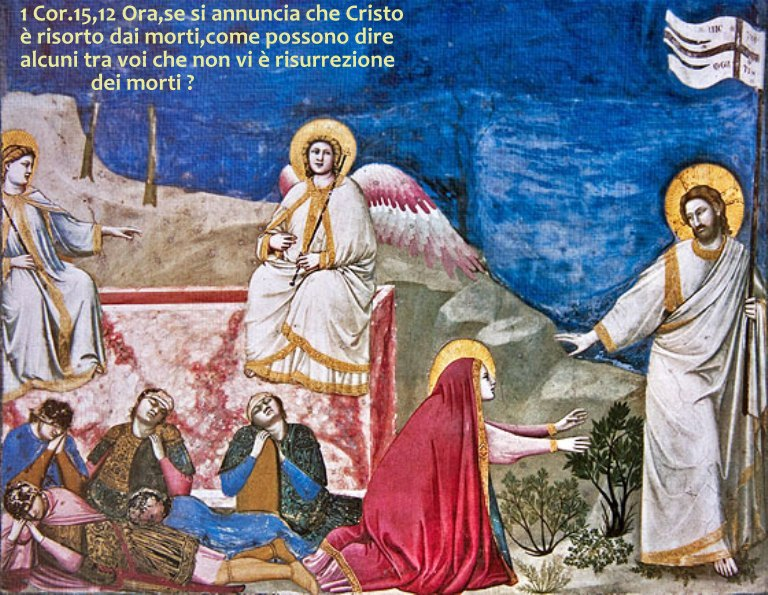 1 Cor.15,12 Ora,se si annuncia che Cristo
è risorto dai morti,come possono dire
alcuni tra voi che non vi è risurrezione
dei morti ?